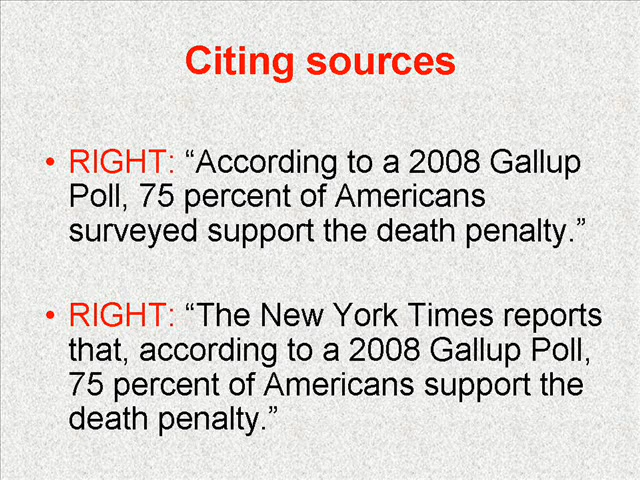 Citing sources
• RIGHT: “According to a 2008 Gallup
Poll, 75 percent of Americans
surveyed support the death penalty.”
• RIGHT: “The New York Times reports
that, according to a 2008 Gallup Poll,
75 percent of Americans support the
death penalty.”